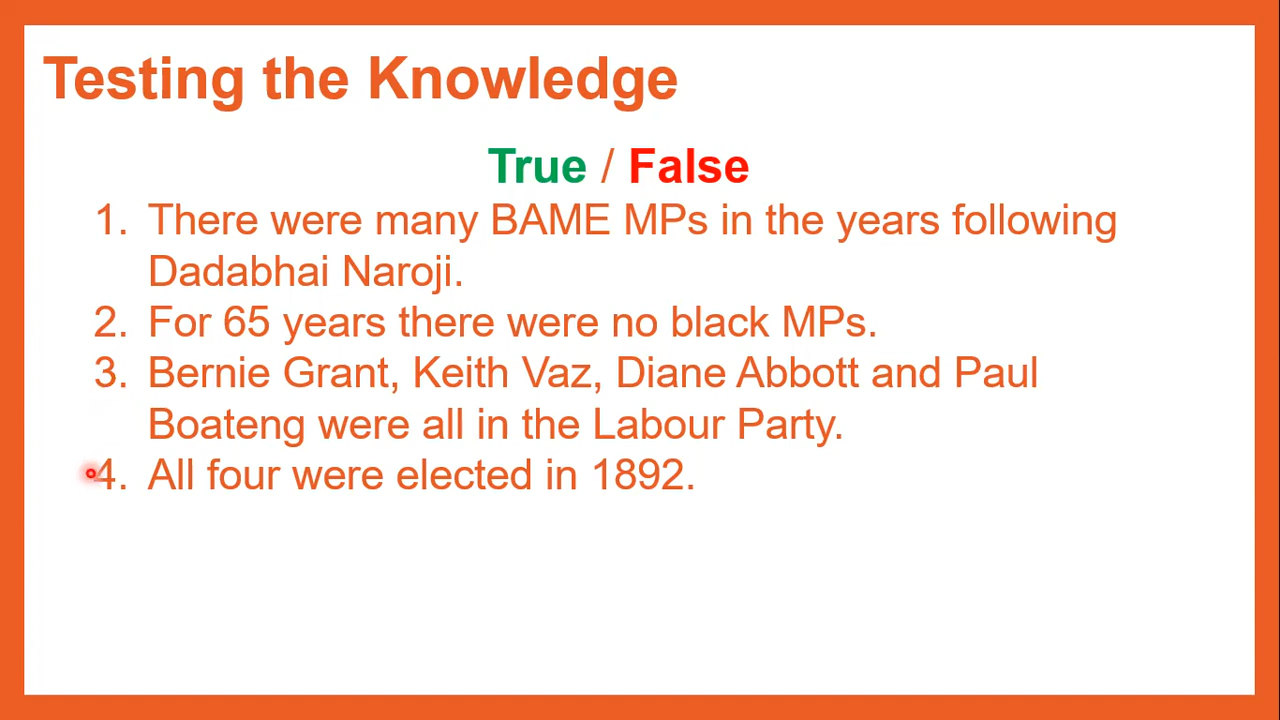 Testing the Knowledge
True / False
1. There were many BAME MPs in the years following
Dadabhai Naroji.
2. For 65 years there were no black MPs.
3. Bernie Grant, Keith Vaz, Diane Abbott and Paul
Boateng were all in the Labour Party.
4. All four were elected in 1892.